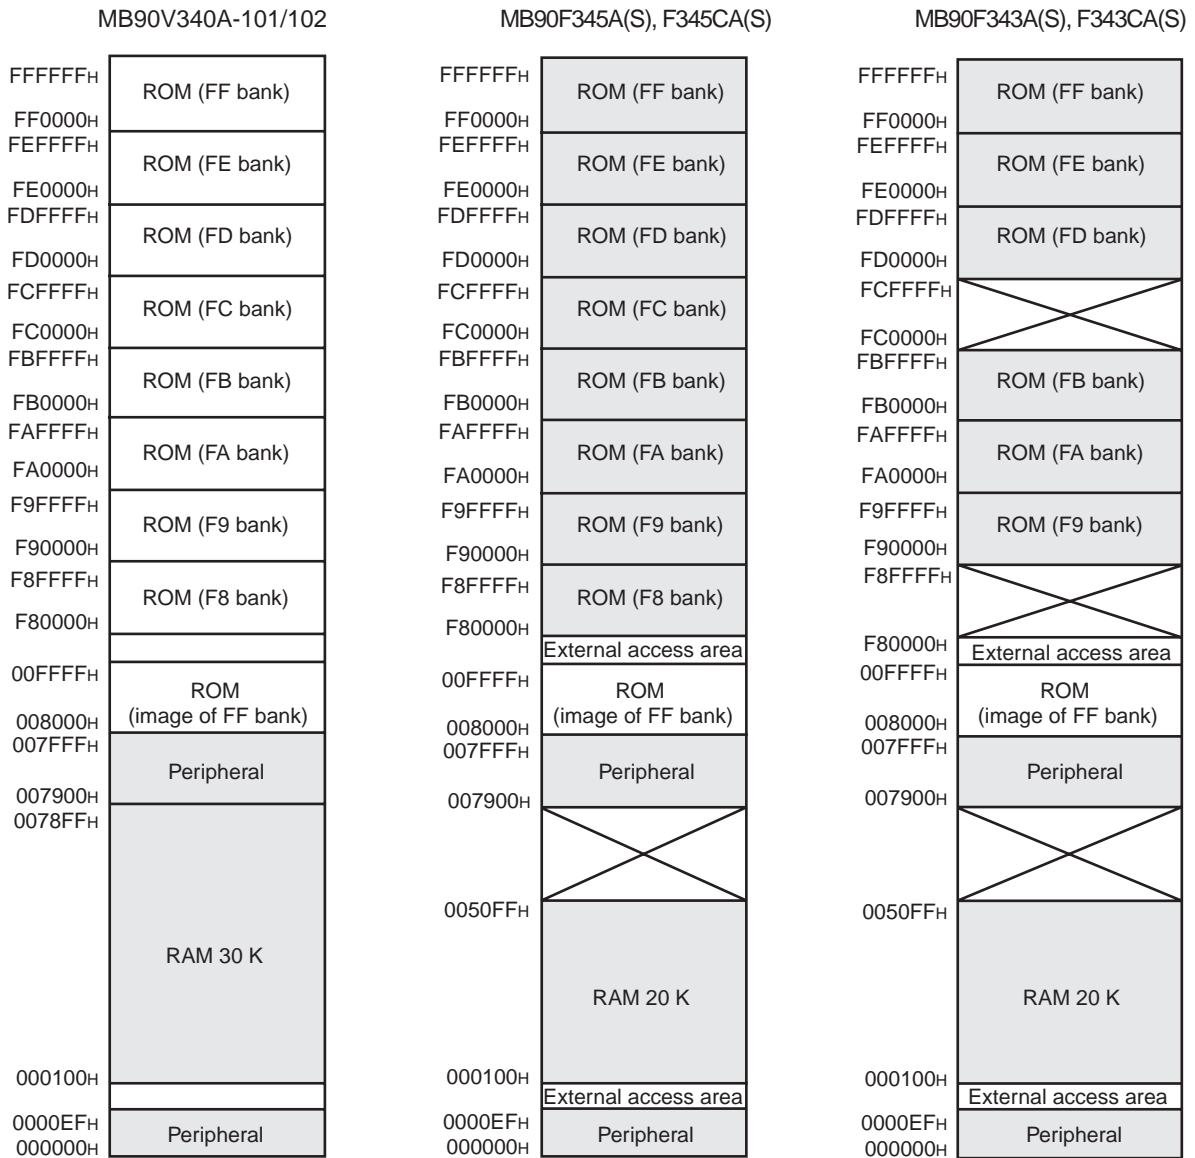 MB90V340A-101/102
FFFFFFH
ROM (FF bank)
FF0000H
FEFFFFH
ROM (FE bank)
FE0000H
FDFFFFH
ROM (FD bank)
FD0000H
FCFFFFH
ROM (FC bank)
FC0000H
FBFFFFH
ROM (FB bank)
FB0000H
FAFFFFH
ROM (FA bank)
FA0000H
F9FFFFH
ROM (F9 bank)
F90000H
F8FFFFH
ROM (F8 bank)
F80000H
00FFFFH
ROM
(image of FF bank)
008000H
007FFFH
Peripheral
007900H
0078FFH
RAM 30 K
000100H
0000EFH
Peripheral
000000H
MB90F345A(S), F345CA(S)
FFFFFFH
ROM (FF bank)
FF0000H
FEFFFFH
ROM (FE bank)
FE0000H
FDFFFFH
ROM (FD bank)
FD0000H
FCFFFFH
ROM (FC bank)
FC0000H
FBFFFFH
ROM (FB bank)
FB0000H
FAFFFFH
ROM (FA bank)
FA0000H
F9FFFFH
ROM (F9 bank)
F90000H
F8FFFFH
ROM (F8 bank)
F80000H
External access area
00FFFFH
ROM
(image of FF bank)
008000H
007FFFH
Peripheral
007900H
0050FFH
RAM 20 K
000100H
External access area
0000EFH
Peripheral
000000H
MB90F343A(S), F343CA(S)
FFFFFFH
ROM (FF bank)
FF0000H
FEFFFFH
ROM (FE bank)
FE0000H
FDFFFFH
ROM (FD bank)
FD0000H
FCFFFFH
FC0000H
FBFFFFH
ROM (FB bank)
FB0000H
FAFFFFH
ROM (FA bank)
FA0000H
F9FFFFH
ROM (F9 bank)
F90000H
F8FFFFH
F80000H
External access area
00FFFFH
ROM
(image of FF bank)
008000H
007FFFH
Peripheral
007900H
0050FFH
RAM 20 K
000100H
External access area
0000EFH
Peripheral
000000H